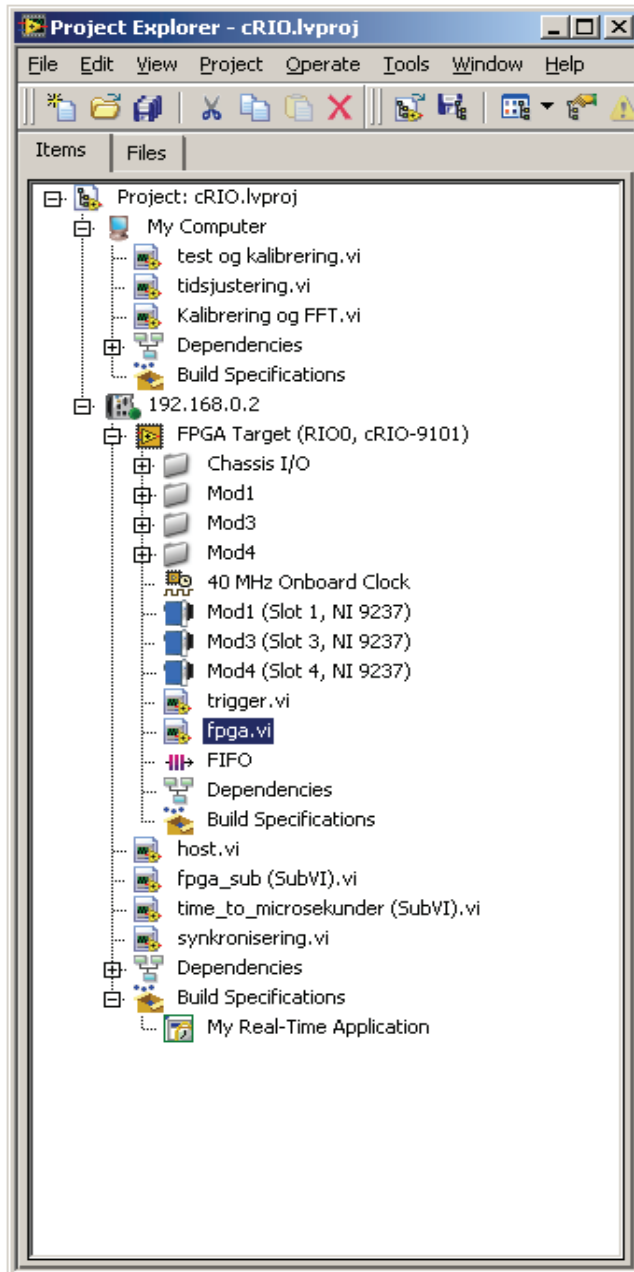 Project Explorer - cRIO.lvproj
File Edit View Project Operate Tools Window Help
Items Files
Project: cRIO.lvproj
My Computer
test og kalibrering.vi
tidsjustering.vi
Kalibrering og FFT.vi
Dependencies
Build Specifications
192.168.0.2
FPGA Target (RIO0, cRIO-9101)
Chassis I/O
Mod1
Mod3
Mod4
40 MHz Onboard Clock
Mod1 (Slot 1, NI 9237)
Mod3 (Slot 3, NI 9237)
Mod4 (Slot 4, NI 9237)
trigger.vi
fpga.vi
FIFO
Dependencies
Build Specifications
host.vi
fpga_sub (SubVI).vi
time_to_microsekunder (SubVI).vi
synkronisering.vi
Dependencies
Build Specifications
My Real-Time Application